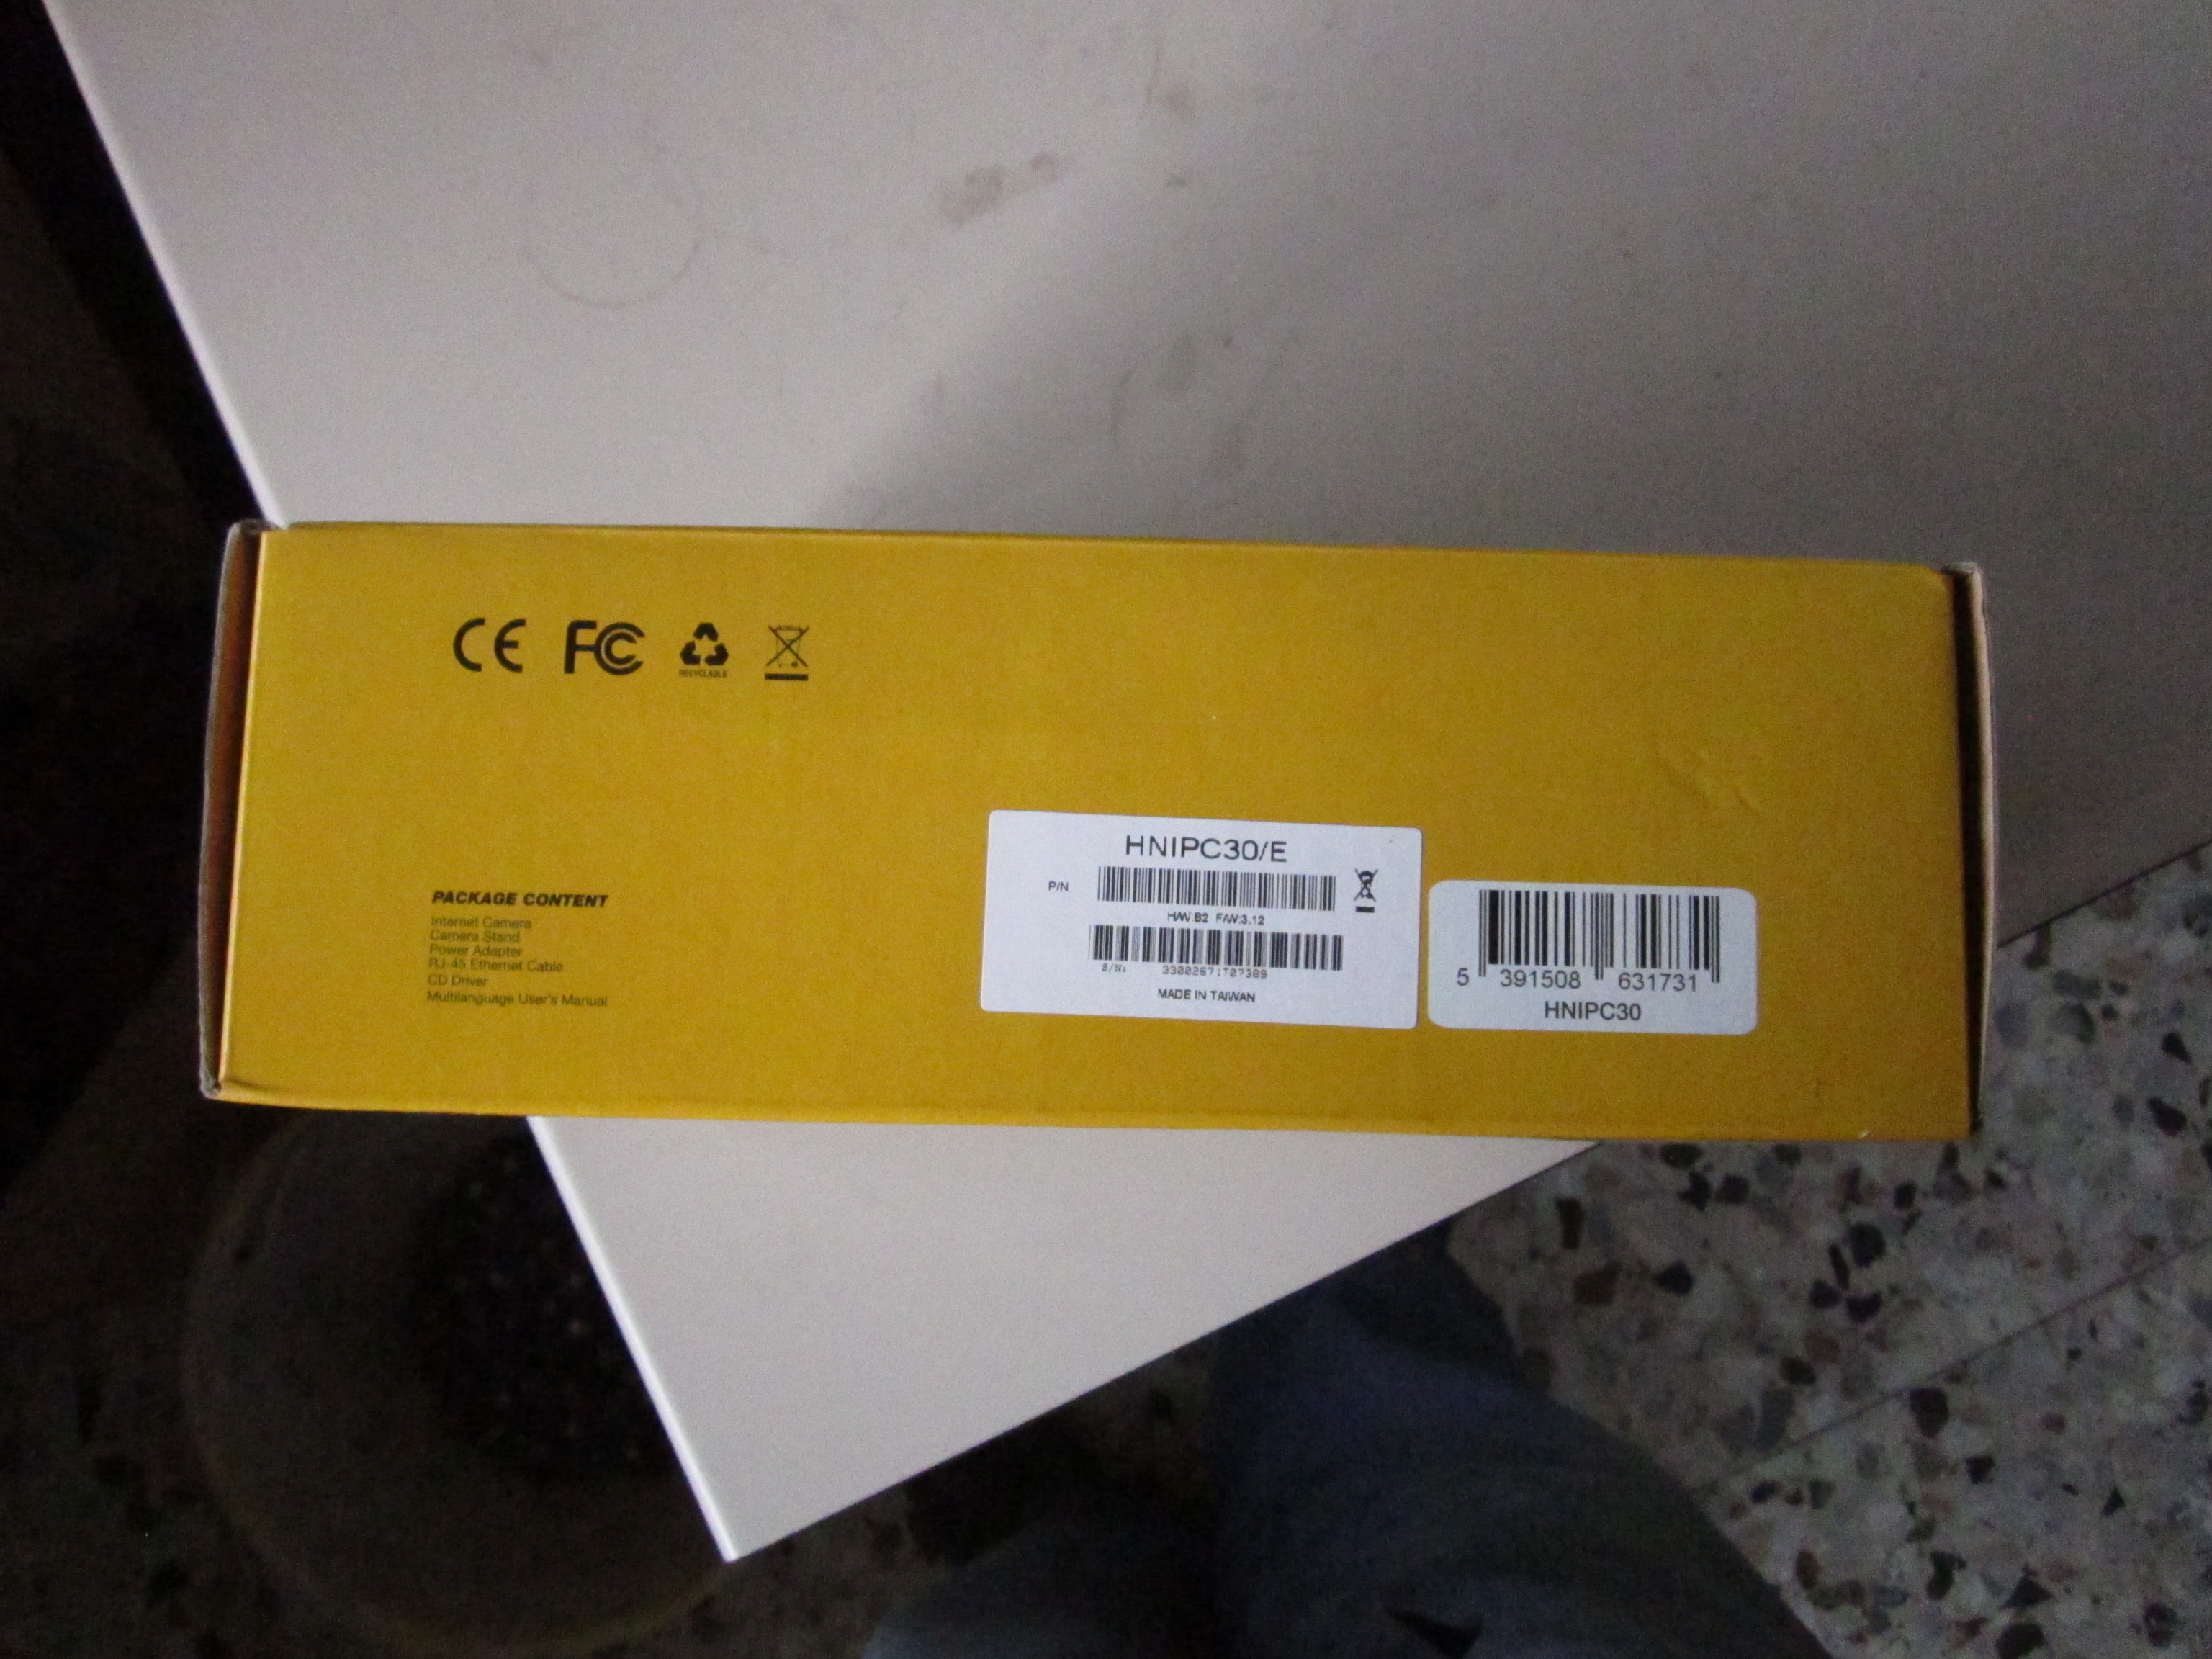 CE FC
RECYCLABLE
PACKAGE CONTENT
Internet Camera
Camera Stand
Power Adapter
RJ-45 Ethernet Cable
CD Driver
Multilanguage User's Manual
HNIPC30/E
P/N
H/W:B2 F/W:3.12
S/N: 33002671T07389
MADE IN TAIWAN
5 391508 631731
HNIPC30